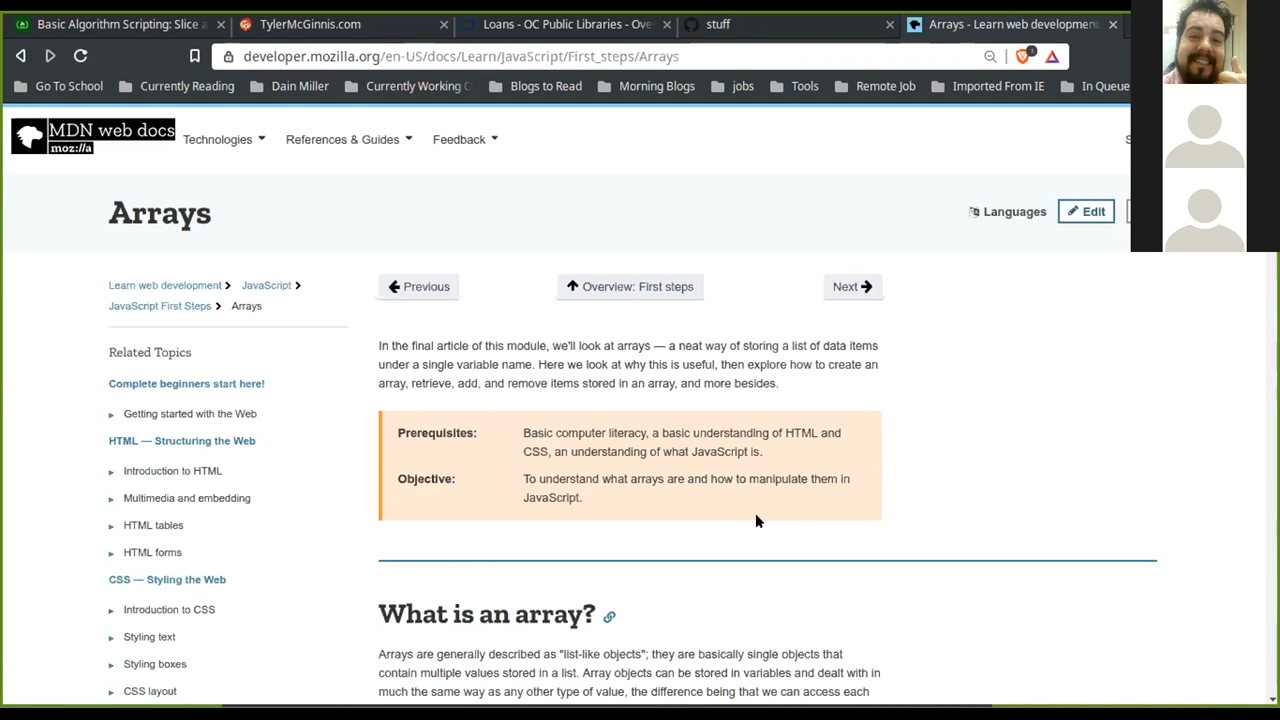 Basic Algorithm Scripting: Slice a
TylerMcGinnis.com
Loans - OC Public Libraries - Ove
stuff
Arrays - Learn web development
developer.mozilla.org/en-US/docs/Learn/JavaScript/First_steps/Arrays
1
Go To School
Currently Reading
Dain Miller
Currently Working O
Blogs to Read
Morning Blogs
jobs
Tools
Remote Job
Imported From IE
In Queue
MDN web docs
moz://a
Technologies
References & Guides
Feedback
S
Arrays
Languages
Edit
Learn web development
JavaScript
JavaScript First Steps
Arrays
Previous
Overview: First steps
Next
In the final article of this module, we'll look at arrays — a neat way of storing a list of data items
under a single variable name. Here we look at why this is useful, then explore how to create an
array, retrieve, add, and remove items stored in an array, and more besides.
Prerequisites:
Basic computer literacy, a basic understanding of HTML and
CSS, an understanding of what JavaScript is.
Objective:
To understand what arrays are and how to manipulate them in
JavaScript.
What is an array?
Arrays are generally described as "list-like objects"; they are basically single objects that
contain multiple values stored in a list. Array objects can be stored in variables and dealt with in
much the same way as any other type of value, the difference being that we can access each
Related Topics
Complete beginners start here!
Getting started with the Web
HTML — Structuring the Web
Introduction to HTML
Multimedia and embedding
HTML tables
HTML forms
CSS — Styling the Web
Introduction to CSS
Styling text
Styling boxes
CSS layout